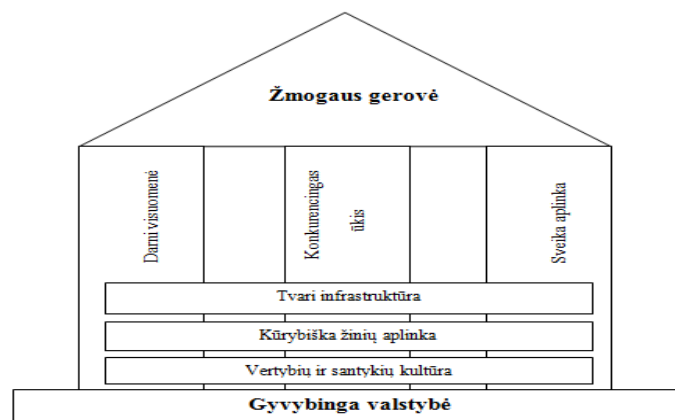 Žmogaus gerovė
Darni visuomenė
Konkurencingas
ūkis
Sveika aplinka
Tvari infrastruktūra
Kūrybiška žinių aplinka
Vertybių ir santykių kultūra
Gyvybinga valstybė